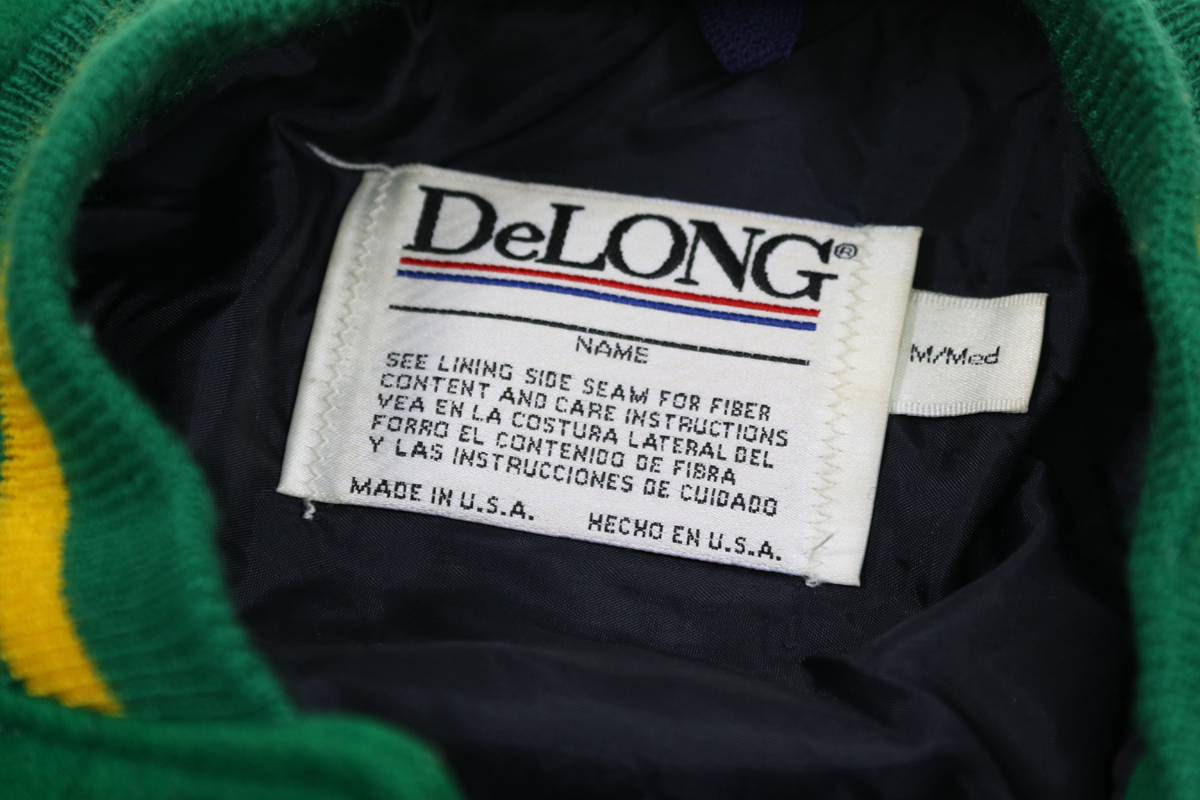 DeLONG®
NAME
SEE LINING SIDE SEAM FOR FIBER
CONTENT AND CARE INSTRUCTIONS
VEA EN LA COSTURA LATERAL DEL
FORRO EL CONTENIDO DE FIBRA
Y LAS INSTRUCCIONES DE CUIDADO
MADE IN U.S.A. HECHO EN U.S.A.
M/Med